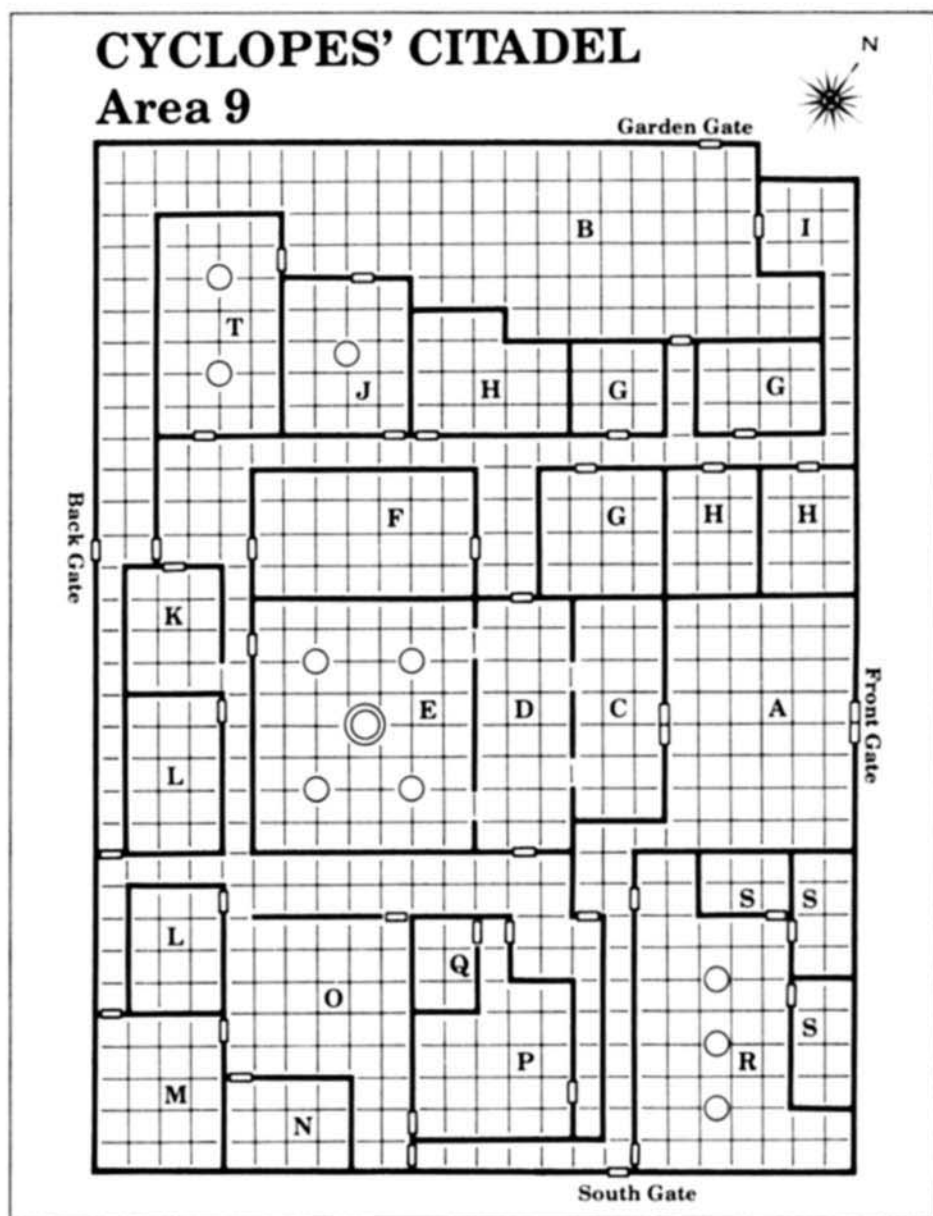 CYCLOPES' CITADEL
Area 9
N
Garden Gate
B
I
T
J
H
G
G
F
G
H
H
Back Gate
K
E
D
C
A
Front Gate
L
L
S
S
Q
O
S
P
R
M
N
South Gate